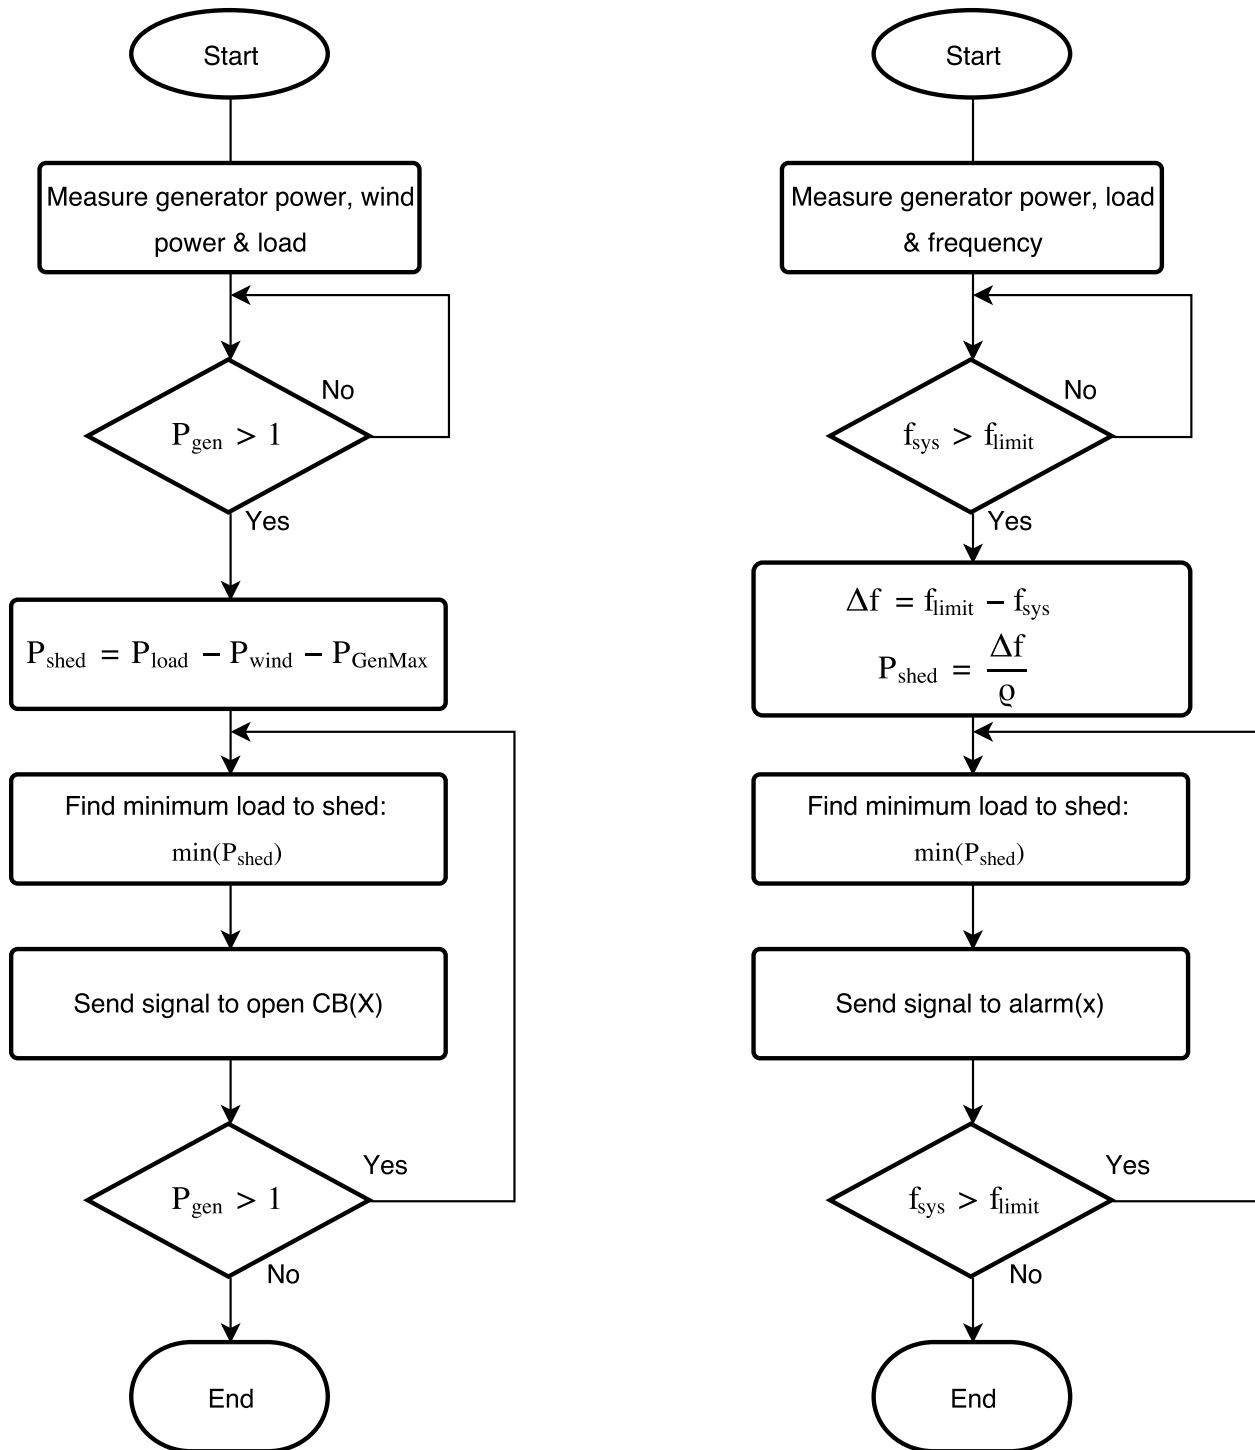 Start
Measure generator power, wind
power & load
No
P_gen > 1
Yes
P_shed = P_load − P_wind − P_GenMax
Find minimum load to shed:
min(P_shed)
Send signal to open CB(X)
Yes
P_gen > 1
No
End
Start
Measure generator power, load
& frequency
No
f_sys > f_limit
Yes
Δf = f_limit − f_sys
P_shed = Δf/ϱ
Find minimum load to shed:
min(P_shed)
Send signal to alarm(x)
Yes
f_sys > f_limit
No
End